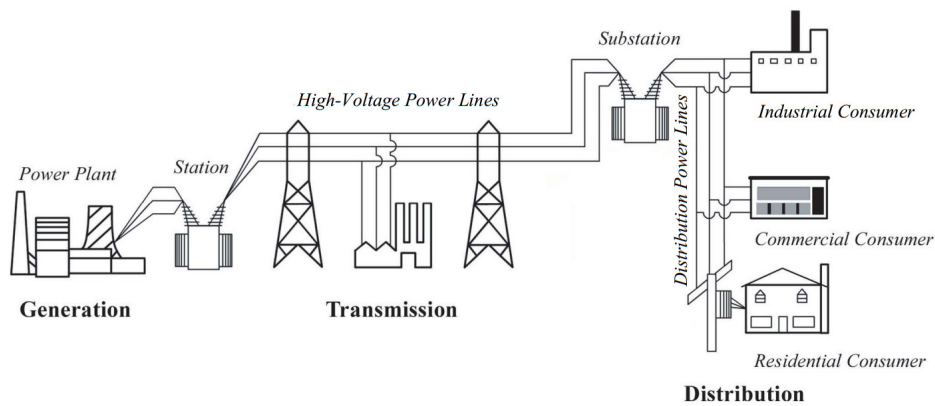 Substation
High-Voltage Power Lines
Industrial Consumer
Power Plant
Station
Distribution Power Lines
Commercial Consumer
Generation
Transmission
Residential Consumer
Distribution